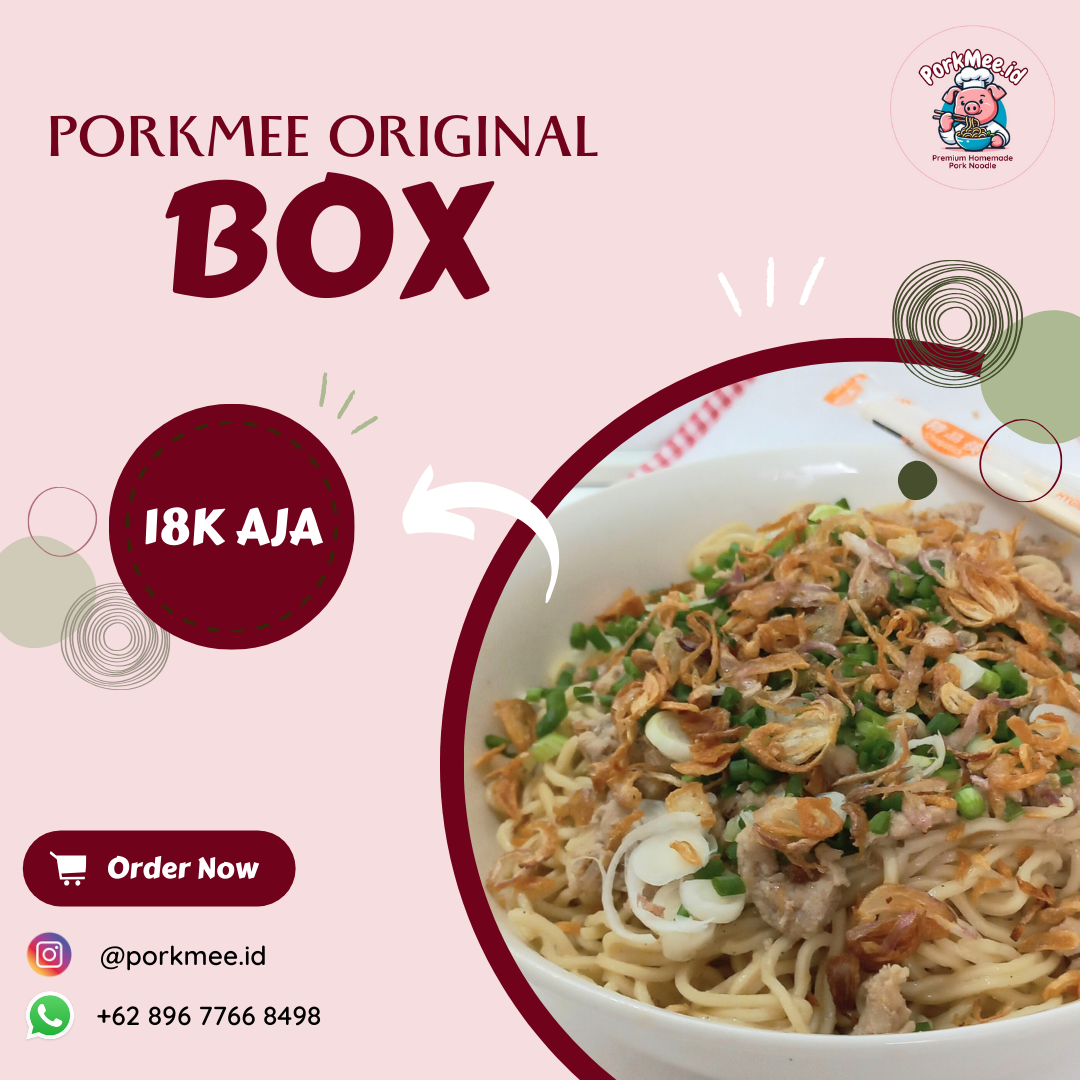 PorkMee.id
Premium Homemade
Pork Noodle
PORKMEE ORIGINAL
BOX
18K AJA
Order Now
@porkmee.id
+62 896 7766 8498